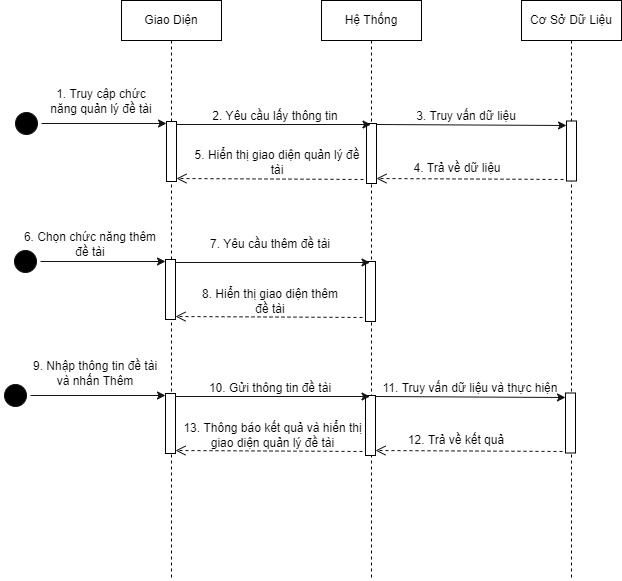 Giao Diện
Hệ Thống
Cơ Sở Dữ Liệu
1. Truy cập chức
năng quản lý đề tài
2. Yêu cầu lấy thông tin
3. Truy vấn dữ liệu
5. Hiển thị giao diện quản lý đề
tài
4. Trả về dữ liệu
6. Chọn chức năng thêm
đề tài
7. Yêu cầu thêm đề tài
8. Hiển thị giao diện thêm
đề tài
9. Nhập thông tin đề tài
và nhấn Thêm
10. Gửi thông tin đề tài
11. Truy vấn dữ liệu và thực hiện
13. Thông báo kết quả và hiển thị
giao diện quản lý đề tài
12. Trả về kết quả